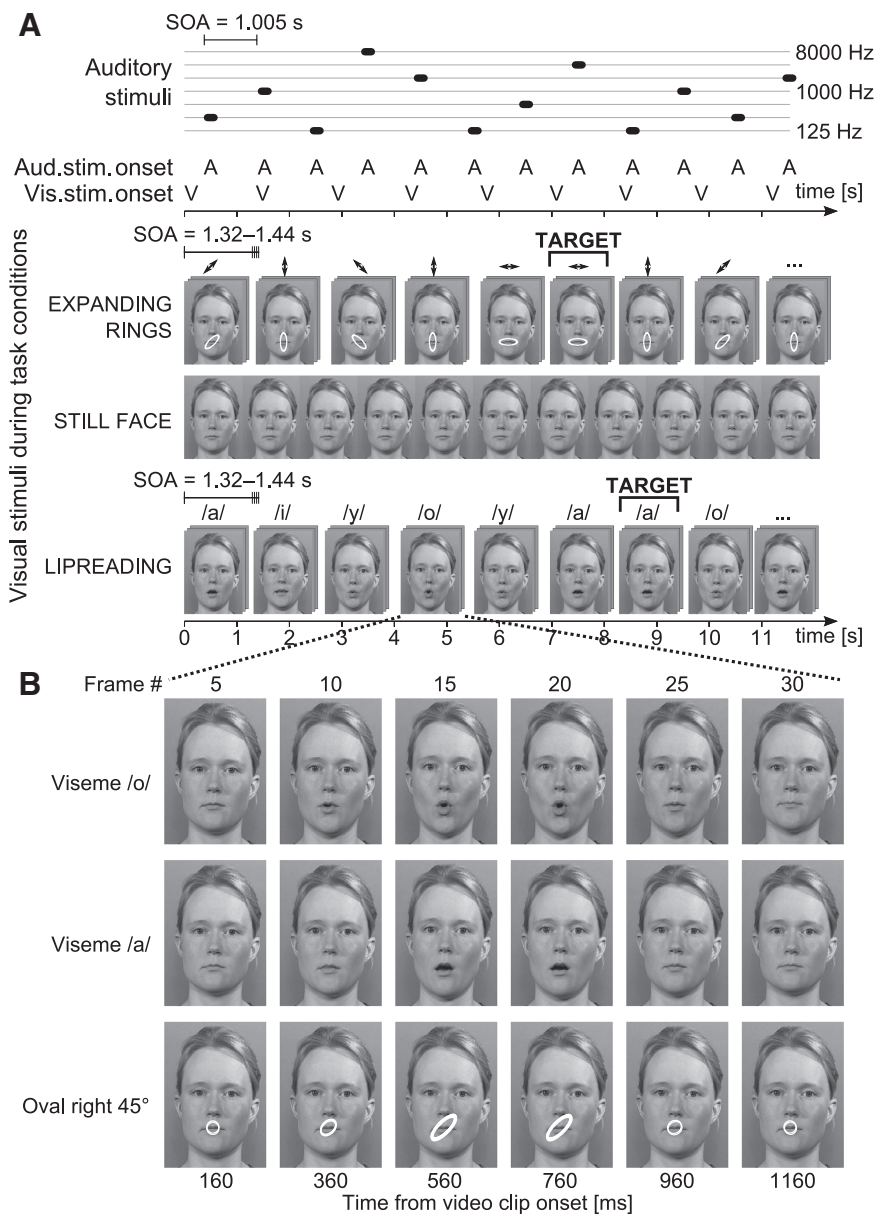 A
SOA = 1.005 s
Auditory stimuli
8000 Hz
1000 Hz
125 Hz
Aud.stim.onset A A A A A A A A A A A A
Vis.stim.onset V V V V V V V V V time [s]
Visual stimuli during task conditions
SOA = 1.32–1.44 s
TARGET
EXPANDING RINGS
...
STILL FACE
SOA = 1.32–1.44 s
TARGET
/a/ /i/ /y/ /o/ /y/ /a/ /a/ /o/ ...
LIPREADING
0 1 2 3 4 5 6 7 8 9 10 11 time [s]
B
Frame # 5 10 15 20 25 30
Viseme /o/
Viseme /a/
Oval right 45°
160 360 560 760 960 1160
Time from video clip onset [ms]